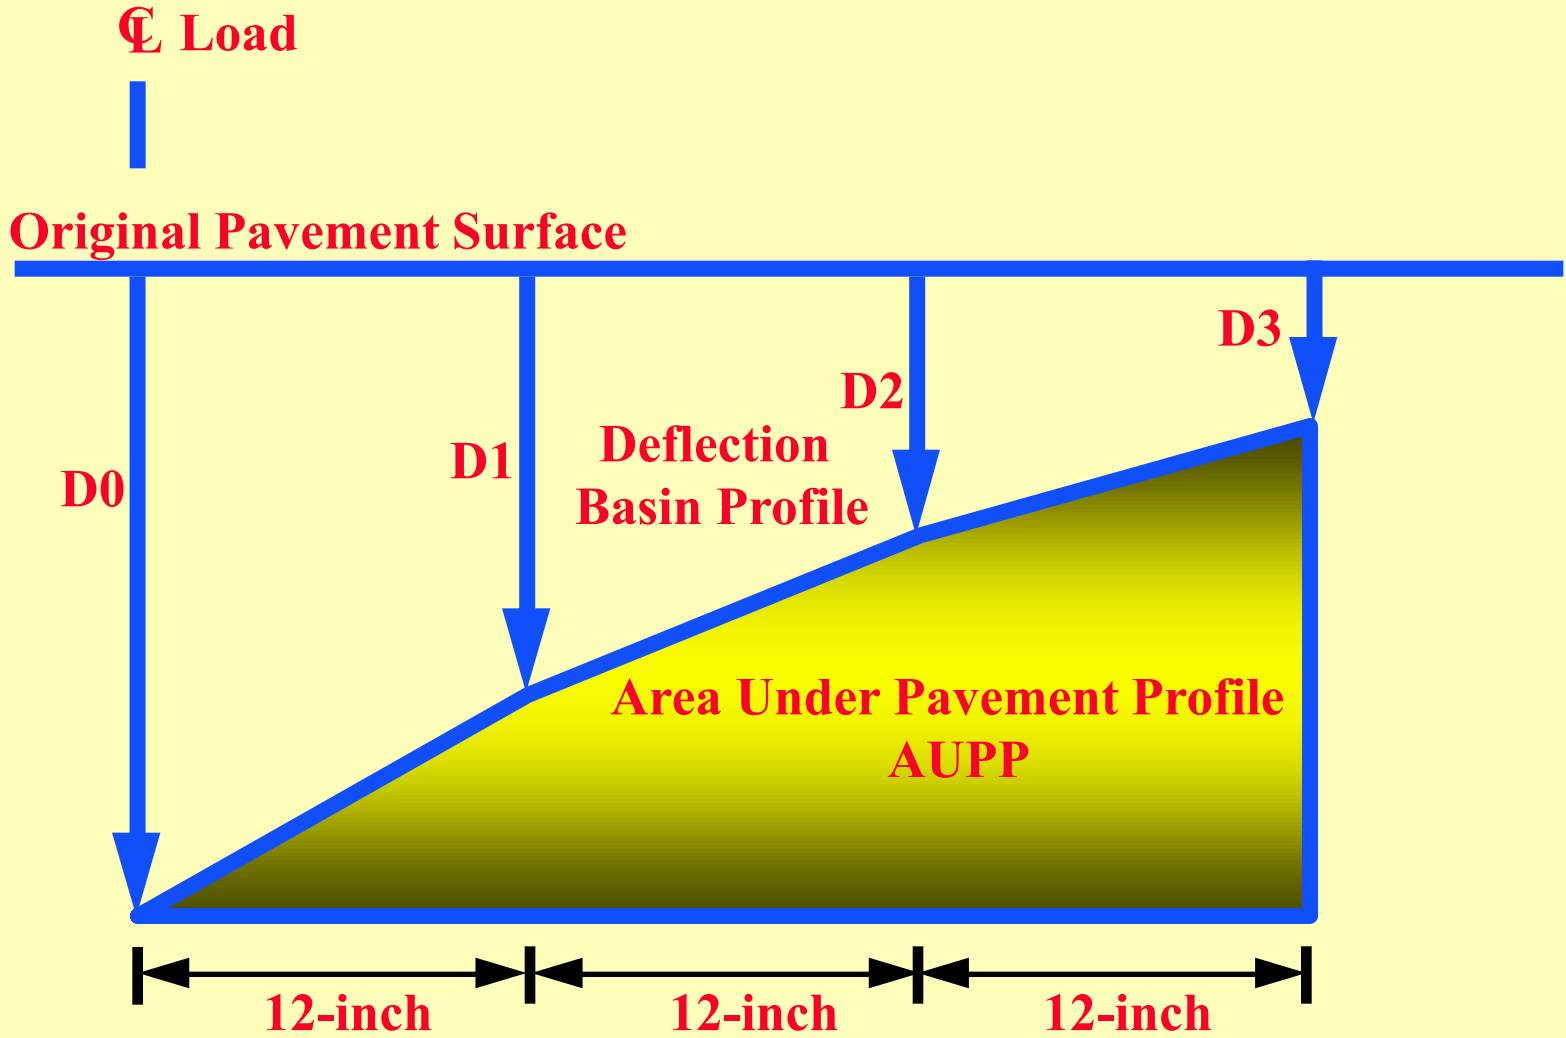 ℄ Load
Original Pavement Surface
D0
D1
D2
D3
Deflection
Basin Profile
Area Under Pavement Profile
AUPP
12-inch
12-inch
12-inch